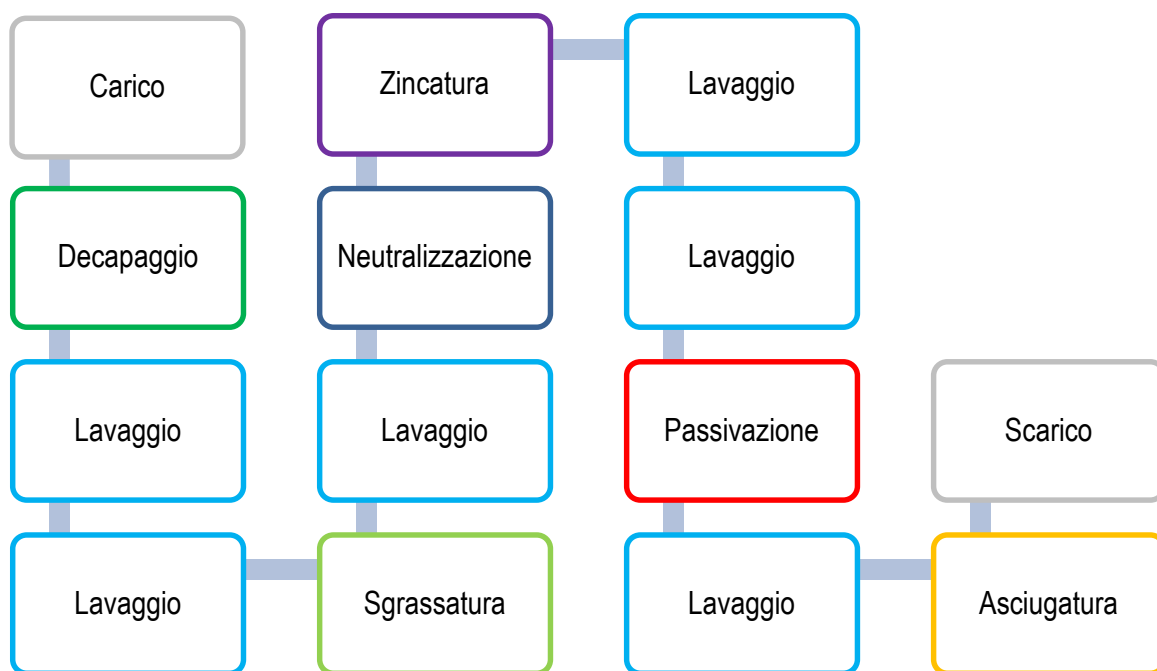 Carico
Decapaggio
Lavaggio
Lavaggio
Sgrassatura
Lavaggio
Neutralizzazione
Zincatura
Lavaggio
Lavaggio
Passivazione
Lavaggio
Asciugatura
Scarico